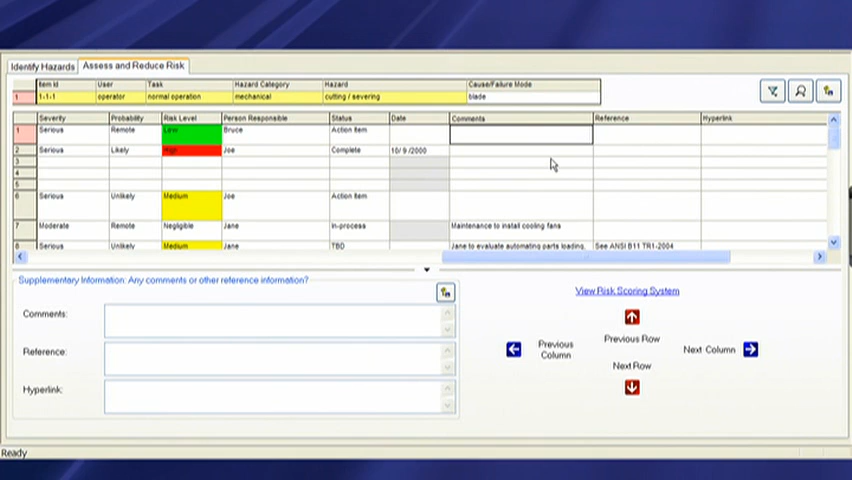 Identify Hazards Assess and Reduce Risk
Item Id User Task Hazard Category Hazard Cause/Failure Mode
1 1-1-1 operator normal operation mechanical cutting / severing blade
Severity Probability Risk Level Person Responsible Status Date Comments Reference Hyperlink
1 Serious Remote Low Bruce Action Item
2 Serious Likely High Joe Complete 10/ 9 /2000
3
4
5
6 Serious Unlikely Medium Joe Action Item
7 Moderate Remote Negligible Jane In-process Maintenance to install cooling fans
8 Serious Unlikely Medium Jane TBD Jane to evaluate automating parts loading. See ANSI B11 TR1-2004
Supplementary Information: Any comments or other reference information?
View Risk Scoring System
Comments:
Previous Row
Previous
Column
Next Column
Reference:
Next Row
Hyperlink:
Ready